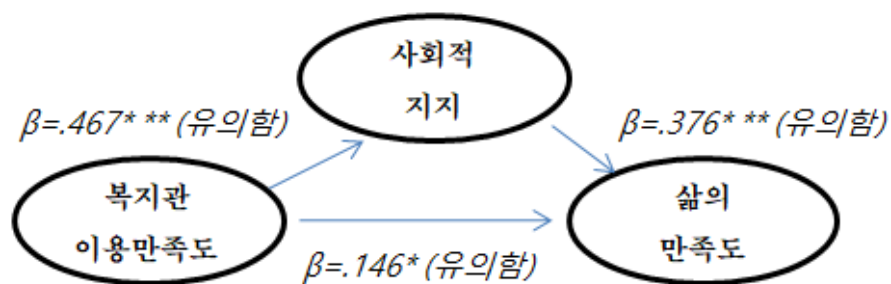 사회적
지지
β=.467* ** (유의함)
β=.376* ** (유의함)
복지관
이용만족도
삶의
만족도
β=.146* (유의함)